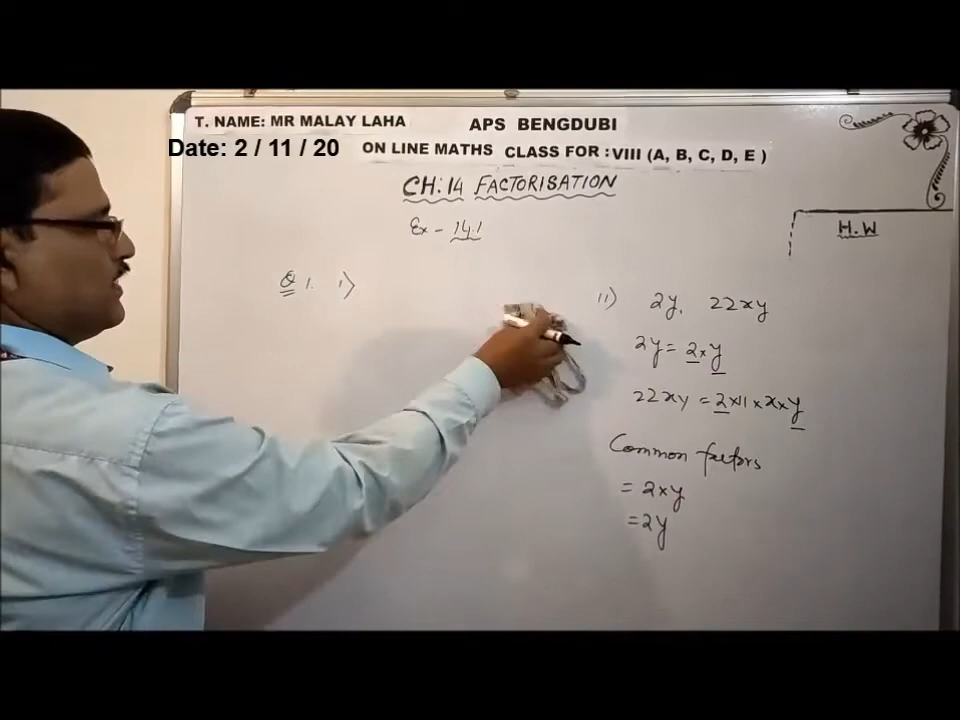 T. NAME: MR MALAY LAHA
APS BENGDUBI
Date: 2 / 11 / 20
ON LINE MATHS CLASS FOR : VIII (A, B, C, D, E )
CH: 14 FACTORISATION
Ex - 14.1
H.W
Q 1. i)
ii) 2y, 22xy
2y = 2×y
22xy = 2×11×x×y
Common factors
= 2×y
= 2y